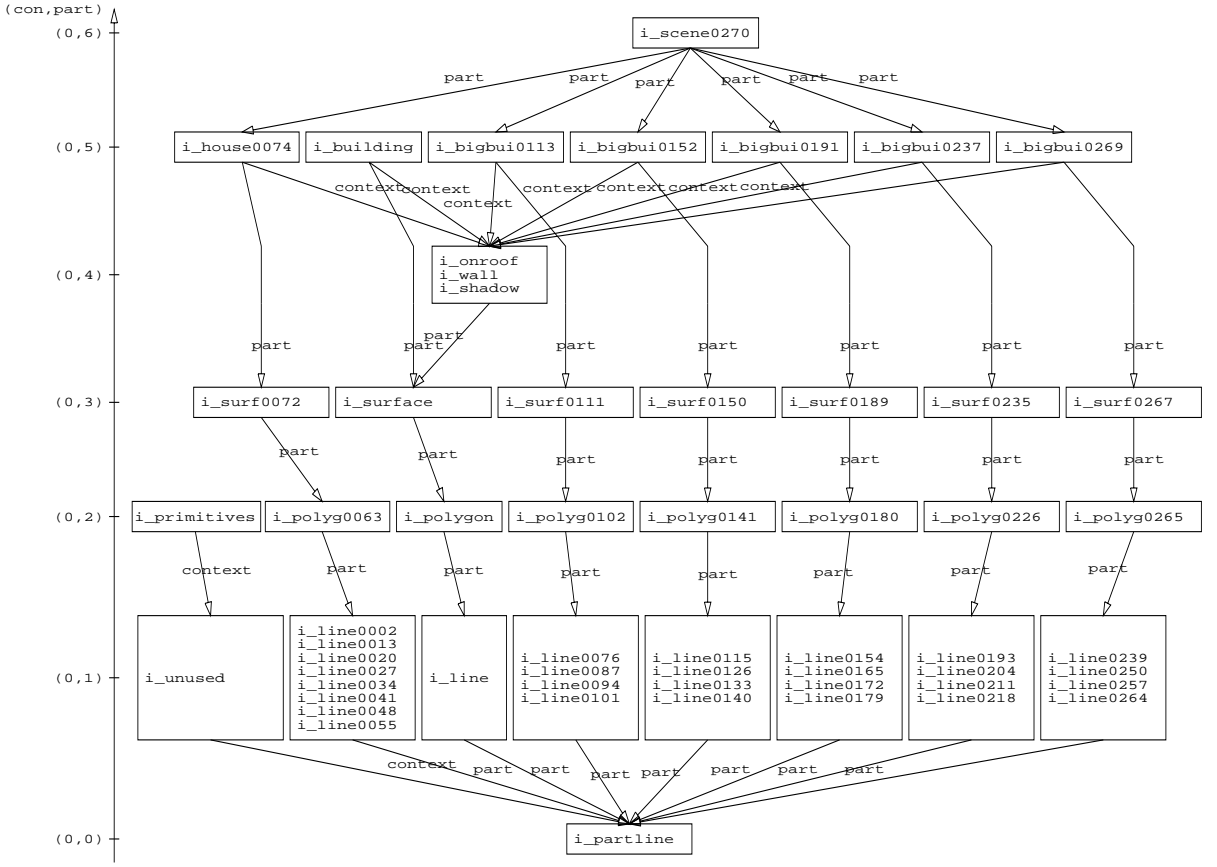 (con,part)
(0,6)
i_scene0270
part part part part part part
(0,5)
i_house0074 i_building i_bigbui0113 i_bigbui0152 i_bigbui0191 i_bigbui0237 i_bigbui0269
context context context context context context context
(0,4)
i_onroof
i_wall
i_shadow
part
part part part part part part part
(0,3)
i_surf0072 i_surface i_surf0111 i_surf0150 i_surf0189 i_surf0235 i_surf0267
part part part part part part part
(0,2)
i_primitives i_polyg0063 i_polygon i_polyg0102 i_polyg0141 i_polyg0180 i_polyg0226 i_polyg0265
context part part part part part part part
(0,1)
i_unused
i_line0002
i_line0013
i_line0020
i_line0027
i_line0034
i_line0041
i_line0048
i_line0055
i_line
i_line0076
i_line0087
i_line0094
i_line0101
i_line0115
i_line0126
i_line0133
i_line0140
i_line0154
i_line0165
i_line0172
i_line0179
i_line0193
i_line0204
i_line0211
i_line0218
i_line0239
i_line0250
i_line0257
i_line0264
context part part part part part part part
(0,0)
i_partline